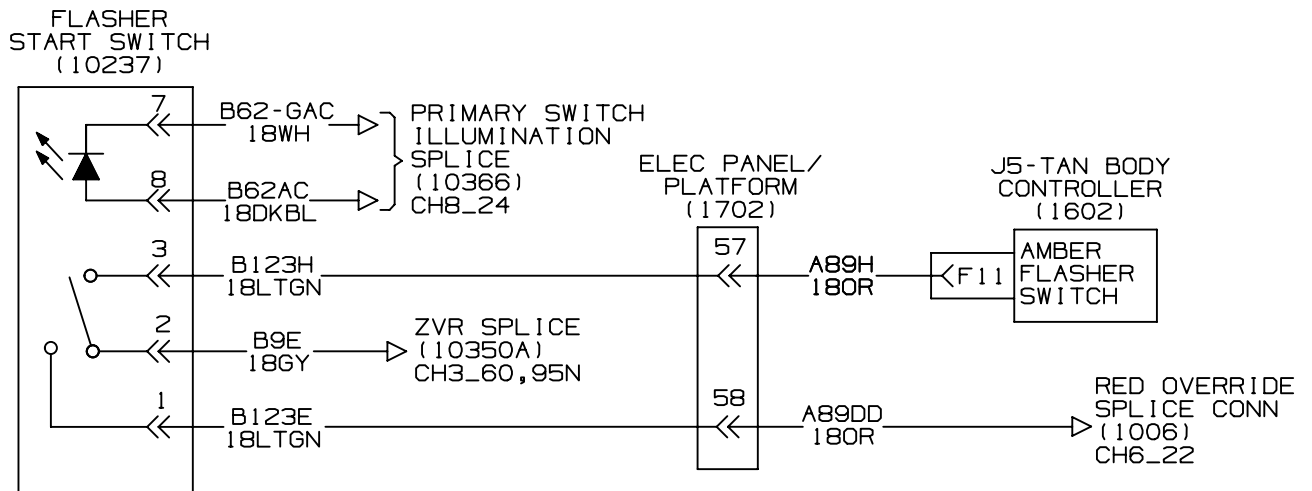 FLASHER
START SWITCH
(10237)
7
B62-GAC
18WH
8
B62AC
18DKBL
PRIMARY SWITCH
ILLUMINATION
SPLICE
(10366)
CH8_24
3
B123H
18LTGN
2
B9E
18GY
ZVR SPLICE
(10350A)
CH3_60,95N
1
B123E
18LTGN
ELEC PANEL/
PLATFORM
(1702)
57
A89H
18OR
58
A89DD
18OR
J5-TAN BODY
CONTROLLER
(1602)
F11
AMBER
FLASHER
SWITCH
RED OVERRIDE
SPLICE CONN
(1006)
CH6_22